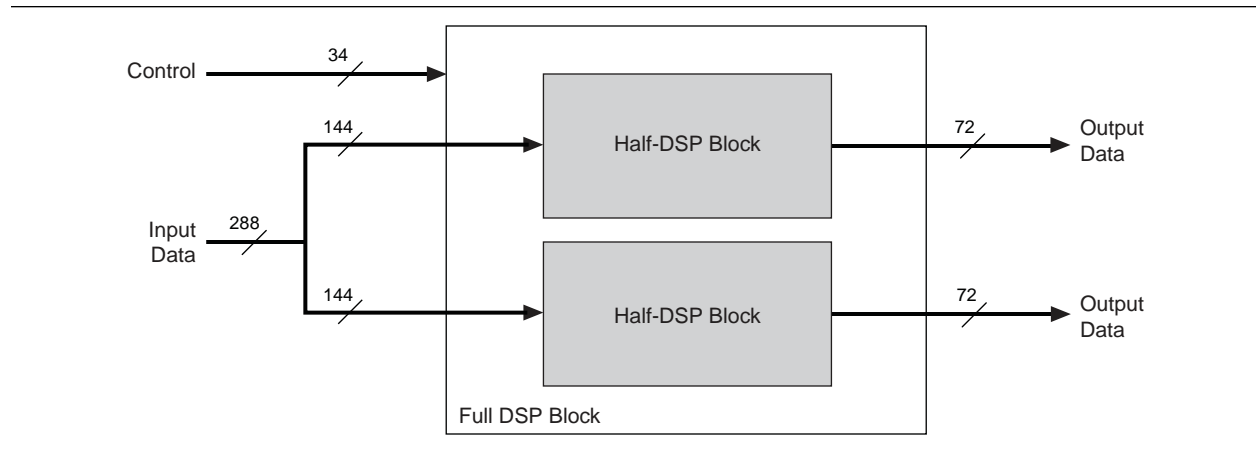 Control
34
144
Half-DSP Block
72
Output
Data
Input
Data
288
144
Half-DSP Block
72
Output
Data
Full DSP Block